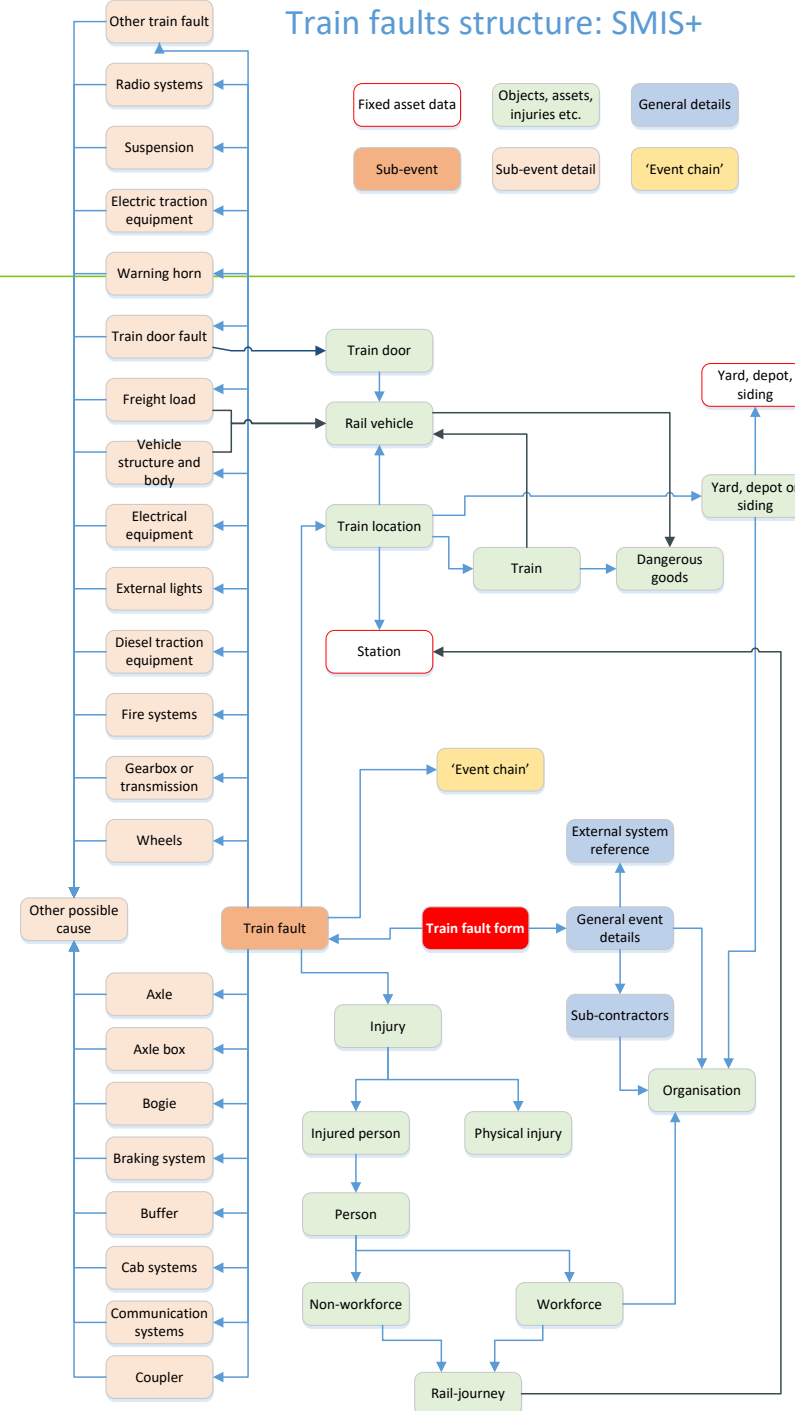 Train faults structure: SMIS+
Other train fault
Radio systems
Fixed asset data
Objects, assets,
injuries etc.
General details
Suspension
Sub-event
Sub-event detail
‘Event chain’
Electric traction
equipment
Warning horn
Train door fault
Train door
Yard, depot,
siding
Freight load
Rail vehicle
Vehicle
structure and
body
Yard, depot or
siding
Electrical
equipment
Train location
External lights
Train
Dangerous
goods
Diesel traction
equipment
Station
Fire systems
Gearbox or
transmission
‘Event chain’
Wheels
External system
reference
Other possible
cause
Train fault
Train fault form
General event
details
Axle
Injury
Sub-contractors
Axle box
Organisation
Bogie
Injured person
Physical injury
Braking system
Buffer
Person
Cab systems
Non-workforce
Workforce
Communication
systems
Coupler
Rail-journey